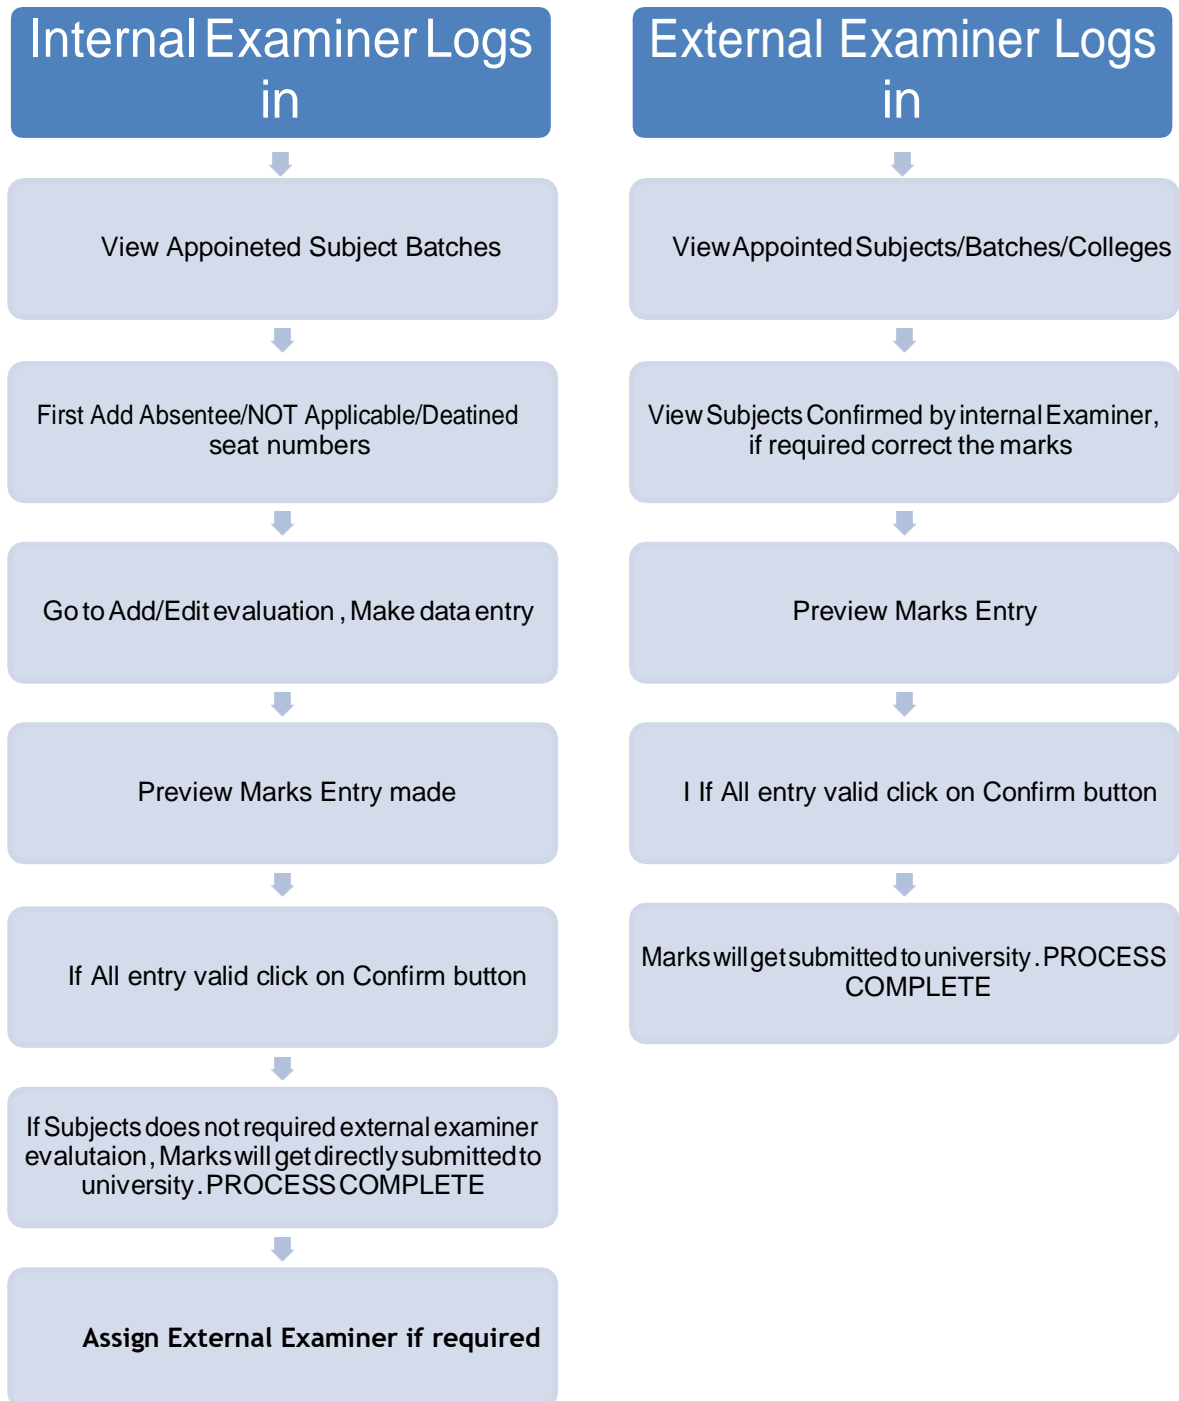 Internal Examiner Logs
in
View Appoineted Subject Batches
First Add Absentee/NOT Applicable/Deatined
seat numbers
Go to Add/Edit evaluation , Make data entry
Preview Marks Entry made
If All entry valid click on Confirm button
If Subjects does not required external examiner
evalutaion , Marks will get directly submitted to
university . PROCESS COMPLETE
Assign External Examiner if required
External Examiner Logs
in
View Appointed Subjects/Batches/Colleges
View Subjects Confirmed by internal Examiner,
if required correct the marks
Preview Marks Entry
I If All entry valid click on Confirm button
Marks will get submitted to university . PROCESS
COMPLETE